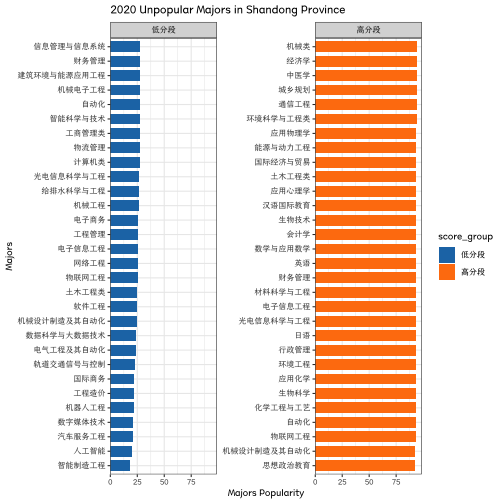 2020 Unpopular Majors in Shandong Province
低分段
信息管理与信息系统
财务管理
建筑环境与能源应用工程
机械电子工程
自动化
智能科学与技术
工商管理类
物流管理
计算机类
光电信息科学与工程
给排水科学与工程
机械工程
电子商务
工程管理
电子信息工程
网络工程
物联网工程
土木工程类
软件工程
机械设计制造及其自动化
数据科学与大数据技术
电气工程及其自动化
轨道交通信号与控制
国际商务
工程造价
机器人工程
数字媒体技术
汽车服务工程
人工智能
智能制造工程
0 25 50 75
高分段
机械类
经济学
中医学
城乡规划
通信工程
环境科学与工程类
应用物理学
能源与动力工程
国际经济与贸易
土木工程类
应用心理学
汉语国际教育
生物技术
会计学
数学与应用数学
英语
财务管理
材料科学与工程
电子信息工程
光电信息科学与工程
日语
行政管理
环境工程
应用化学
生物科学
化学工程与工艺
自动化
物联网工程
机械设计制造及其自动化
思想政治教育
0 25 50 75
Majors
Majors Popularity
score_group
低分段
高分段